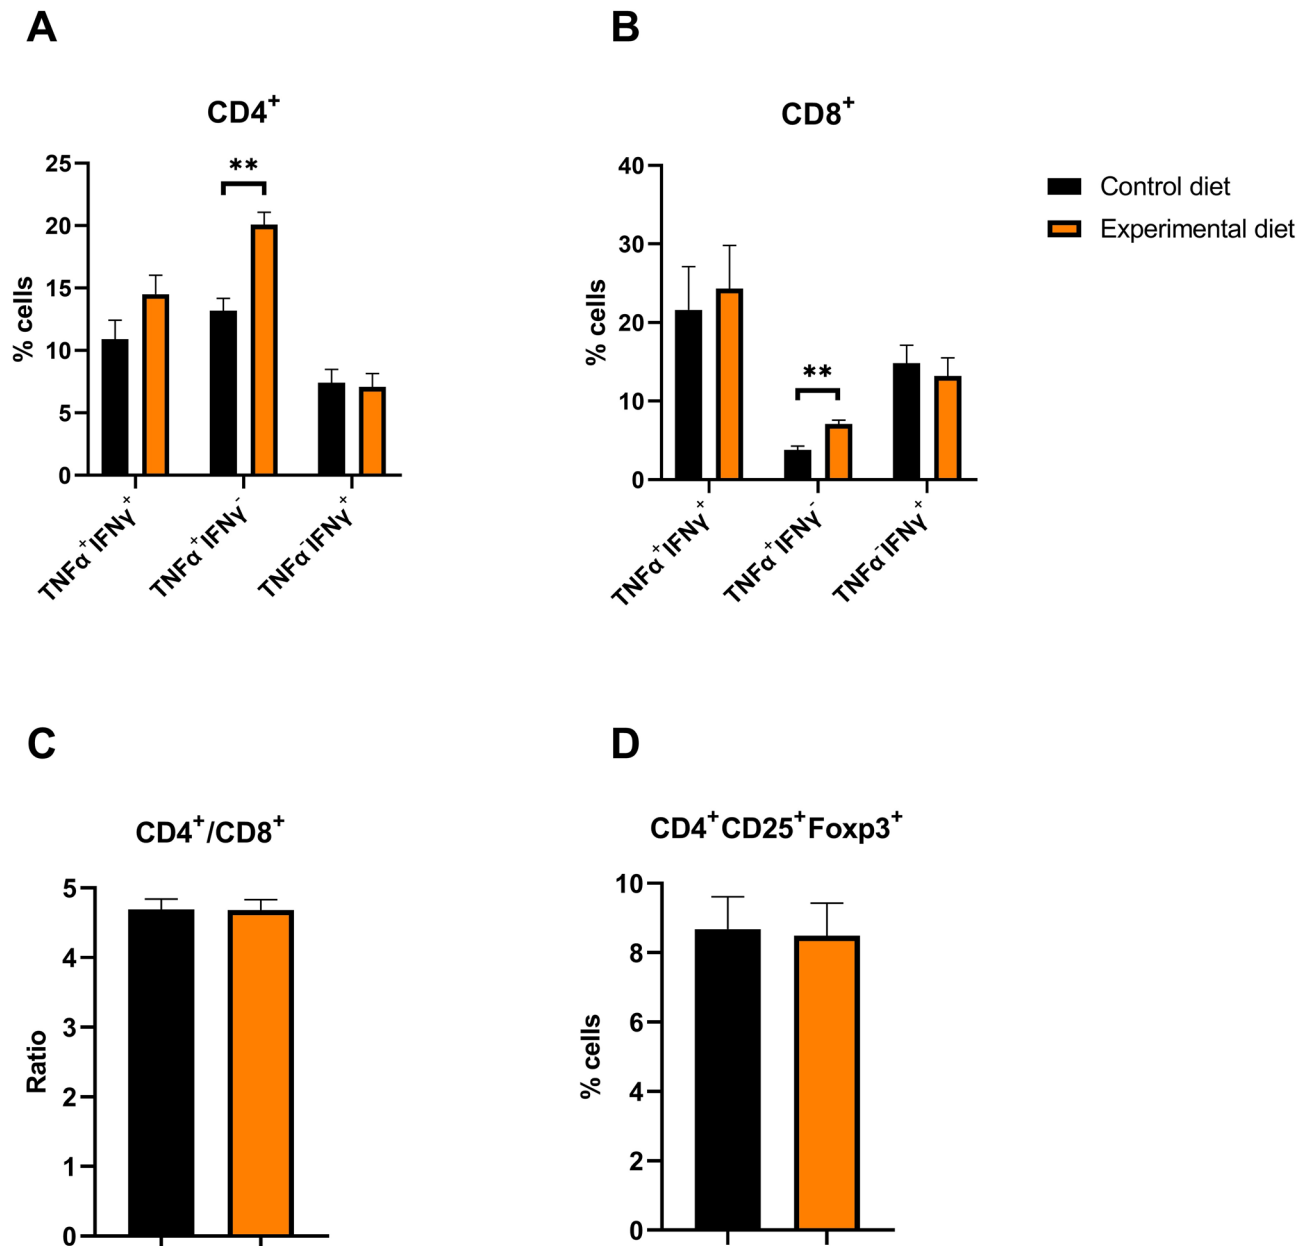 A
B
CD4⁺
CD8⁺
25
20
15
10
5
0
% cells
**
TNFα⁺IFNγ⁺
TNFα⁺IFNγ⁻
TNFα⁻IFNγ⁺
40
30
20
10
0
% cells
**
TNFα⁺IFNγ⁺
TNFα⁺IFNγ⁻
TNFα⁻IFNγ⁺
Control diet
Experimental diet
C
D
CD4⁺/CD8⁺
5
4
3
2
1
0
Ratio
CD4⁺CD25⁺Foxp3⁺
10
8
6
4
2
0
% cells